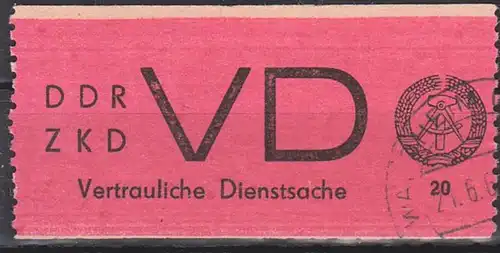 DDR
ZKD
VD
Vertrauliche Dienstsache
20